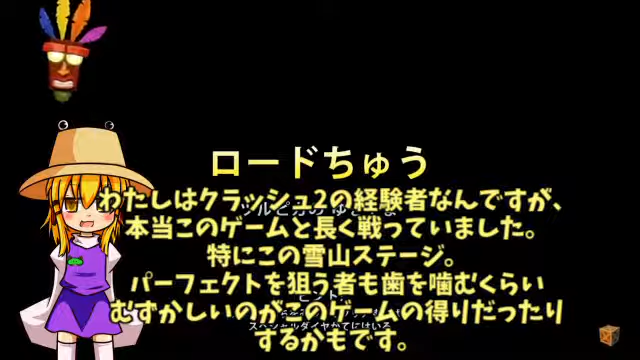 ロードちゅう
わたしはクラッシュ2の経験者なんですが、
本当このゲームと長く戦っていました。
特にこの雪山ステージ。
パーフェクトを狙う者も歯を噛むくらい
むずかしいのがこのゲームの得りだったり
するかもです。